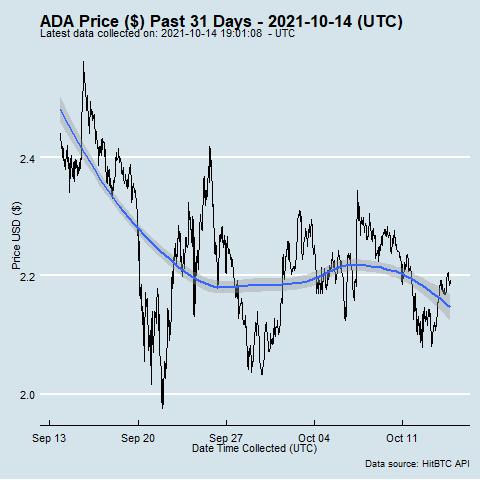 ADA Price ($) Past 31 Days - 2021-10-14 (UTC)
Latest data collected on: 2021-10-14 19:01:08 - UTC
2.4
2.2
2.0
Price USD ($)
Sep 13
Sep 20
Sep 27
Oct 04
Oct 11
Date Time Collected (UTC)
Data source: HitBTC API